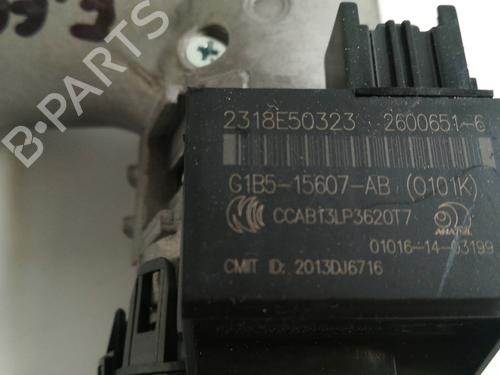 2318E50323 2600651-6
G1B5-15607-AB (0101K)
CCAB13LP3620T7
ANATEL
01016-14-03199
CMIT ID: 2013DJ6716
B-PARTS